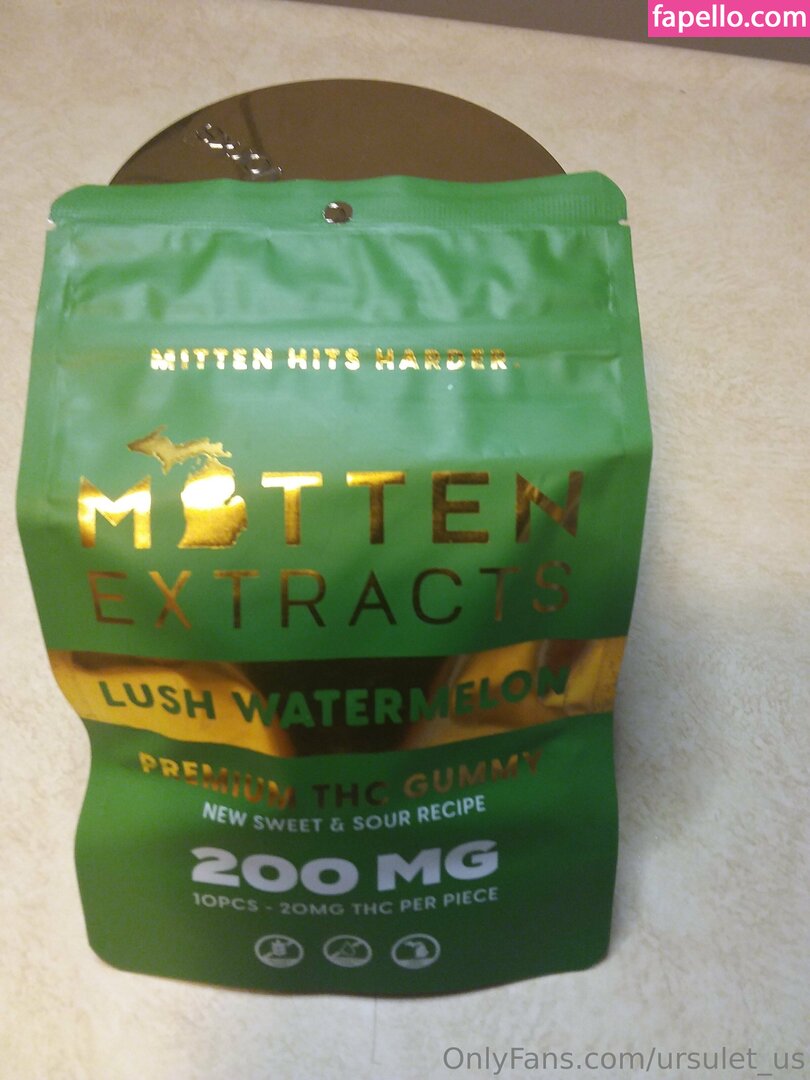 fapello.com
MITTEN HITS HARDER.
MITTEN
EXTRACTS
LUSH WATERMELON
PREMIUM THC GUMMY
NEW SWEET & SOUR RECIPE
200 MG
10PCS - 20MG THC PER PIECE
OnlyFans.com/ursulet_us